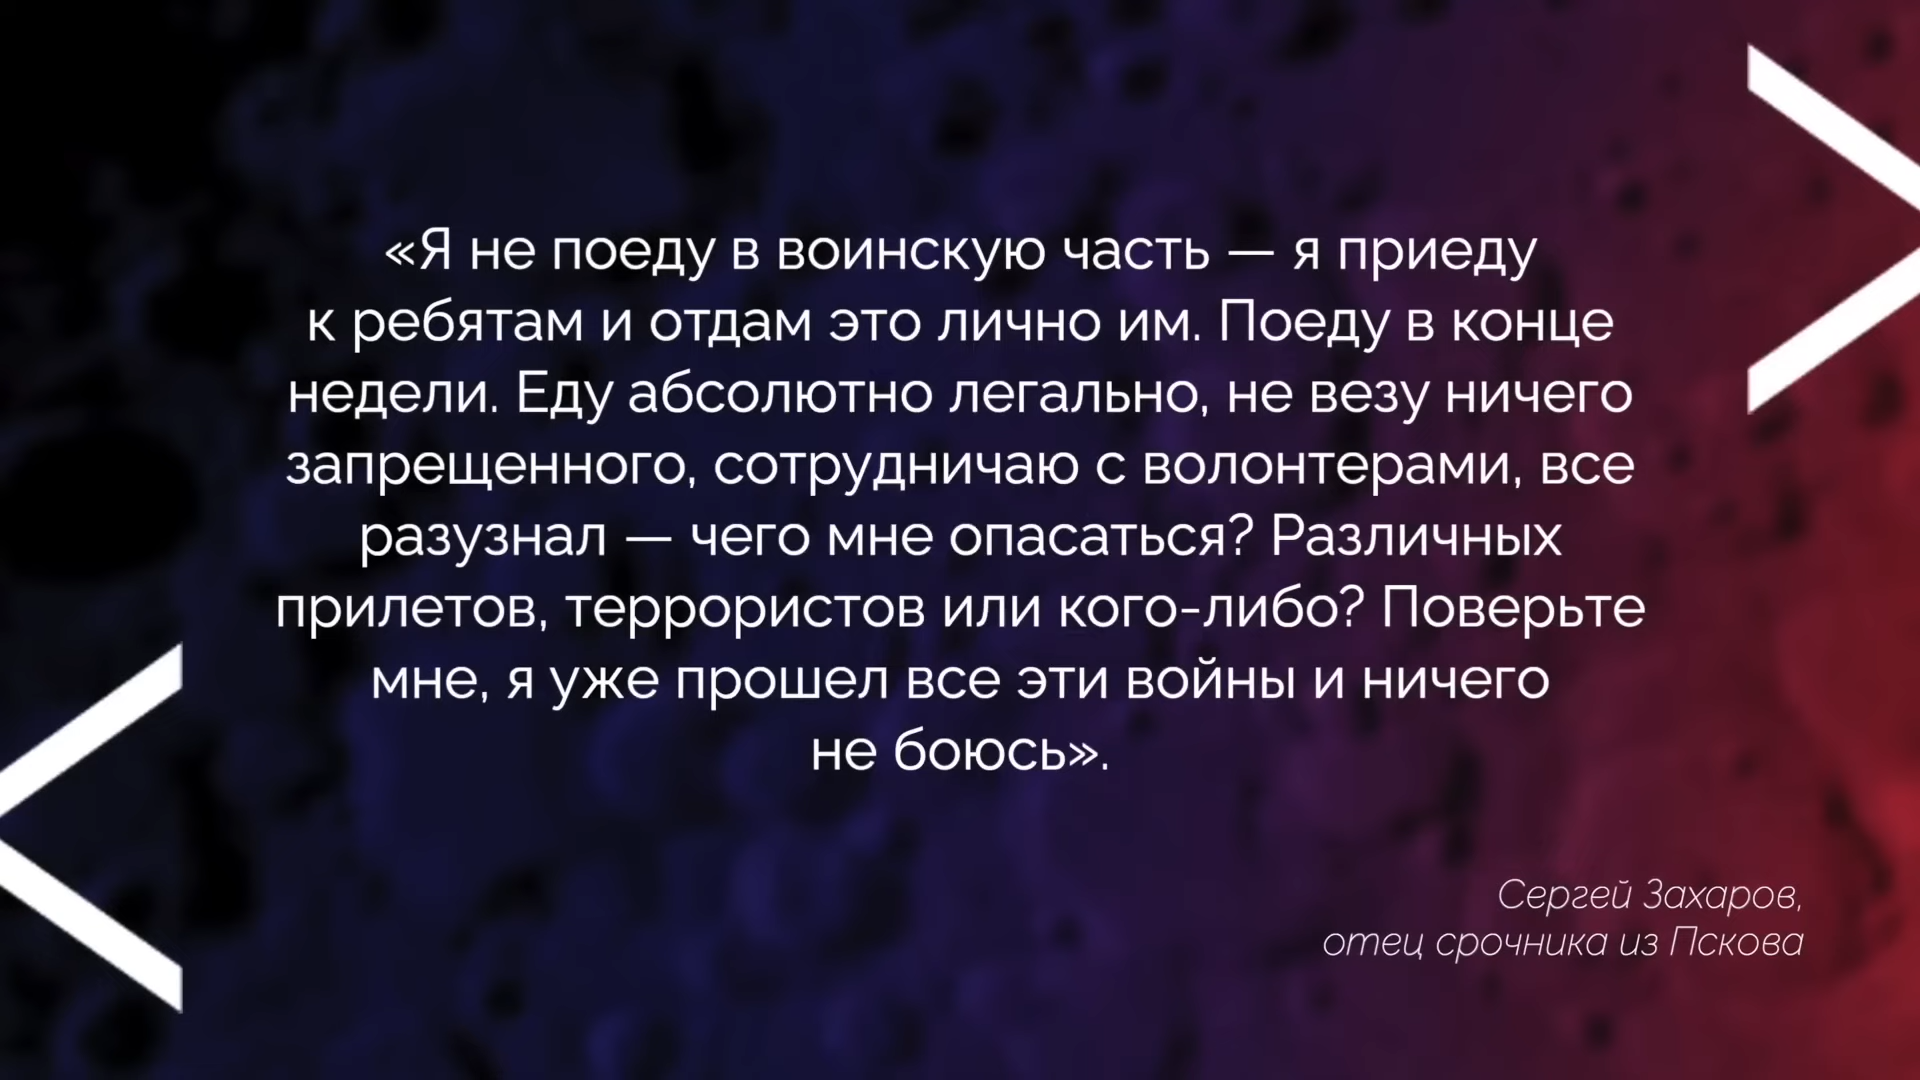 «Я не поеду в воинскую часть — я приеду
к ребятам и отдам это лично им. Поеду в конце
недели. Еду абсолютно легально, не везу ничего
запрещенного, сотрудничаю с волонтерами, все
разузнал — чего мне опасаться? Различных
прилетов, террористов или кого-либо? Поверьте
мне, я уже прошел все эти войны и ничего
не боюсь».
Сергей Захаров,
отец срочника из Пскова